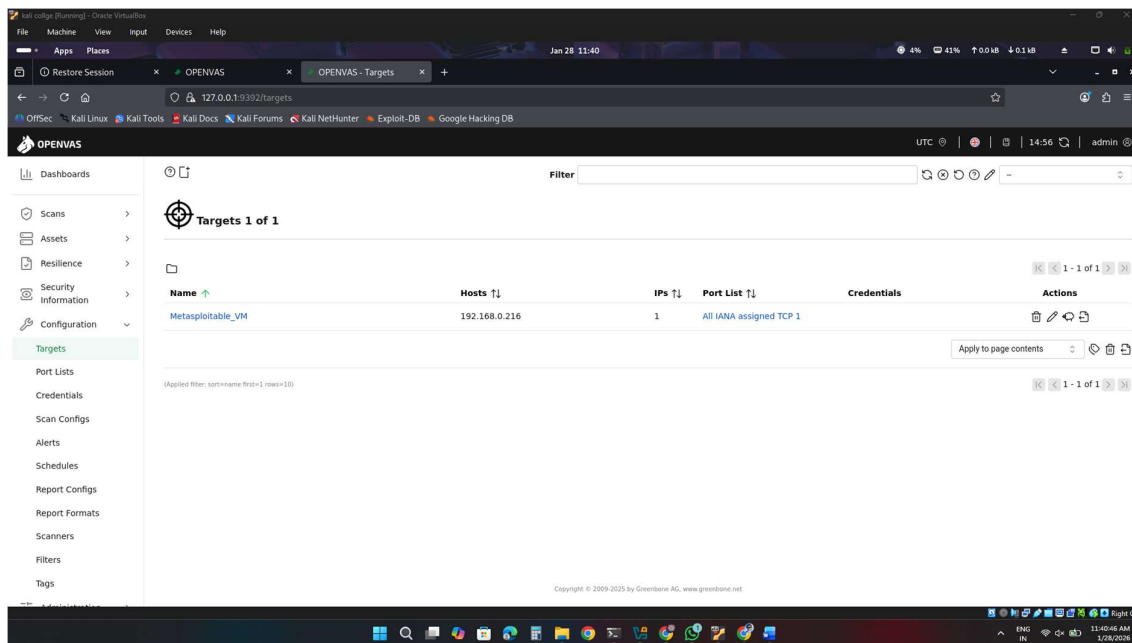 kali collge [Running] - Oracle VirtualBox
File Machine View Input Devices Help
Apps Places Jan 28 11:40 4% 41% 0.0 kB 0.1 kB
Restore Session OPENVAS OPENVAS - Targets
127.0.0.1:9392/targets
OffSec Kali Linux Kali Tools Kali Docs Kali Forums Kali NetHunter Exploit-DB Google Hacking DB
OPENVAS UTC 14:56 admin
Dashboards
Filter --
Scans
Targets 1 of 1
Assets
Resilience
1 - 1 of 1
Security Information
Name Hosts IPs Port List Credentials Actions
Metasploitable_VM 192.168.0.216 1 All IANA assigned TCP 1
Configuration
Targets
Apply to page contents
Port Lists
(Applied filter: sort=name first=1 rows=10) 1 - 1 of 1
Credentials
Scan Configs
Alerts
Schedules
Report Configs
Report Formats
Scanners
Filters
Tags
Copyright © 2009-2025 by Greenbone AG, www.greenbone.net
Right
ENG
IN
11:40:46 AM
1/28/2026